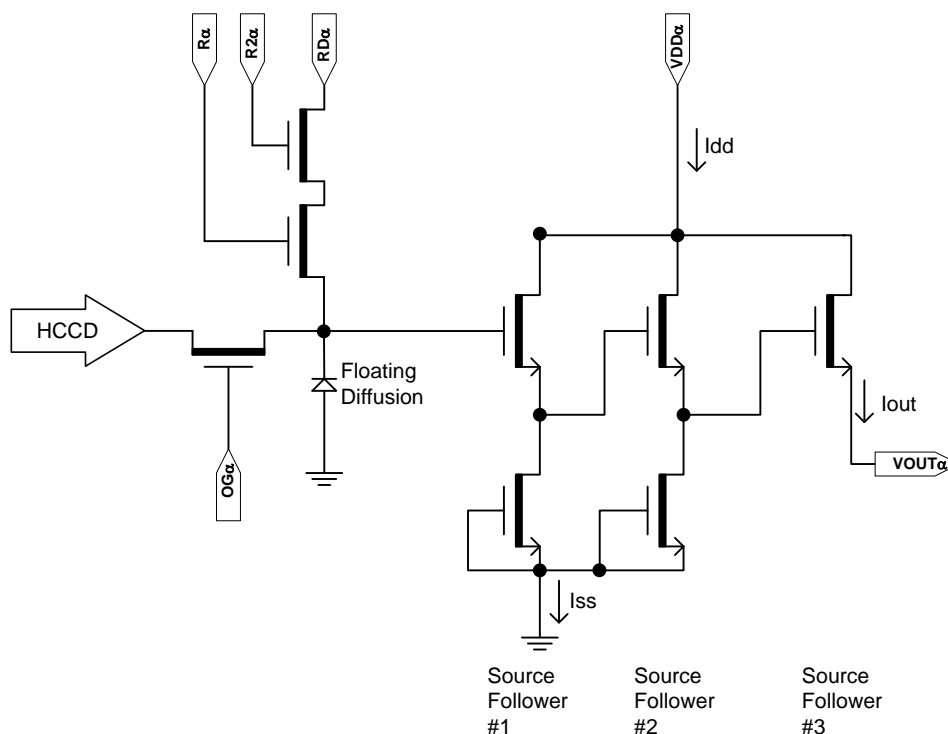 Rα
R2α
RDα
VDDα
Idd
HCCD
Floating
Diffusion
Iout
OGα
VOUTα
Iss
Source
Follower
#1
Source
Follower
#2
Source
Follower
#3